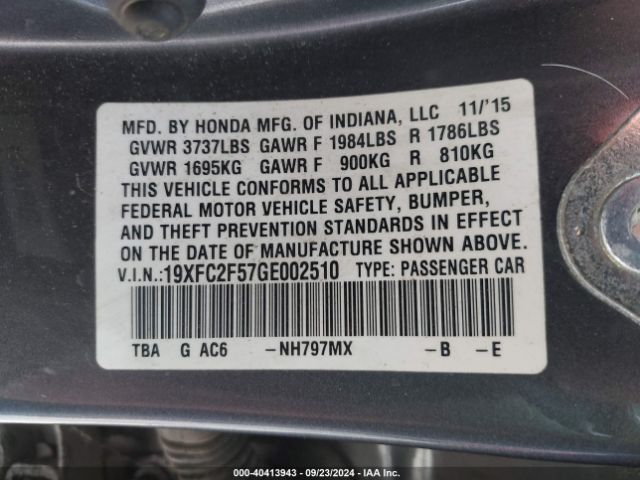 MFD. BY HONDA MFG. OF INDIANA, LLC 11/'15
GVWR 3737LBS GAWR F 1984LBS R 1786LBS
GVWR 1695KG GAWR F 900KG R 810KG
THIS VEHICLE CONFORMS TO ALL APPLICABLE
FEDERAL MOTOR VEHICLE SAFETY, BUMPER,
AND THEFT PREVENTION STANDARDS IN EFFECT
ON THE DATE OF MANUFACTURE SHOWN ABOVE.
V.I.N.:19XFC2F57GE002510 TYPE: PASSENGER CAR
TBA G AC6 -NH797MX -B -E
000-40413943 - 09/23/2024 - IAA Inc.